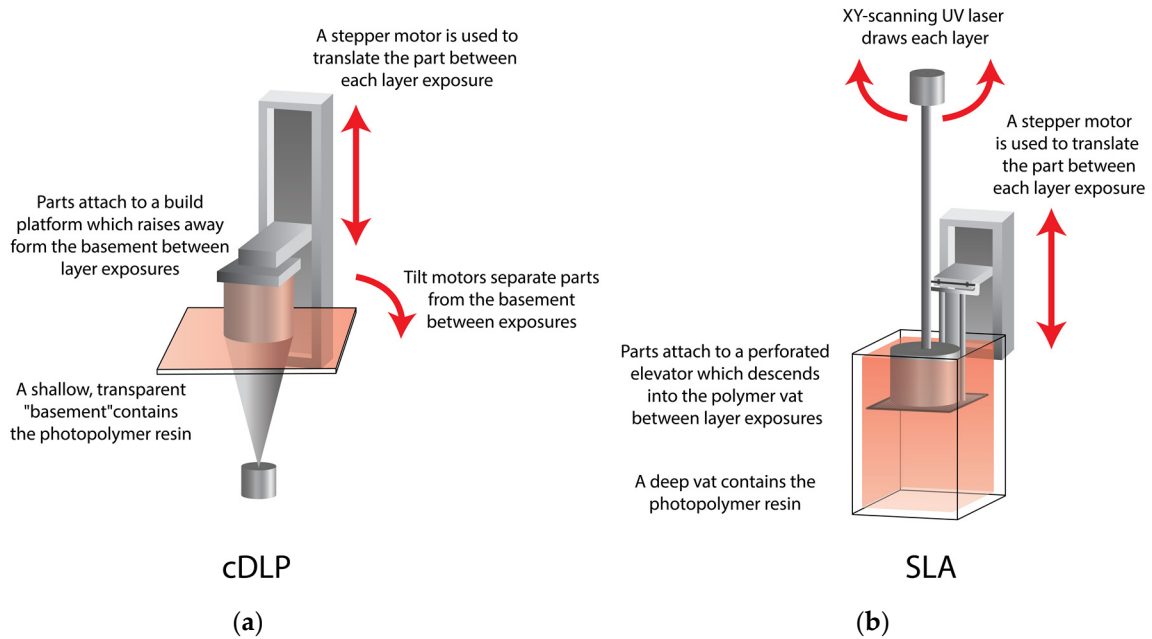 A stepper motor is used to
translate the part between
each layer exposure
Parts attach to a build
platform which raises away
form the basement between
layer exposures
Tilt motors separate parts
from the basement
between exposures
A shallow, transparent
"basement"contains
the photopolymer resin
cDLP
(a)
XY-scanning UV laser
draws each layer
A stepper motor
is used to translate
the part between
each layer exposure
Parts attach to a perforated
elevator which descends
into the polymer vat
between layer exposures
A deep vat contains the
photopolymer resin
SLA
(b)